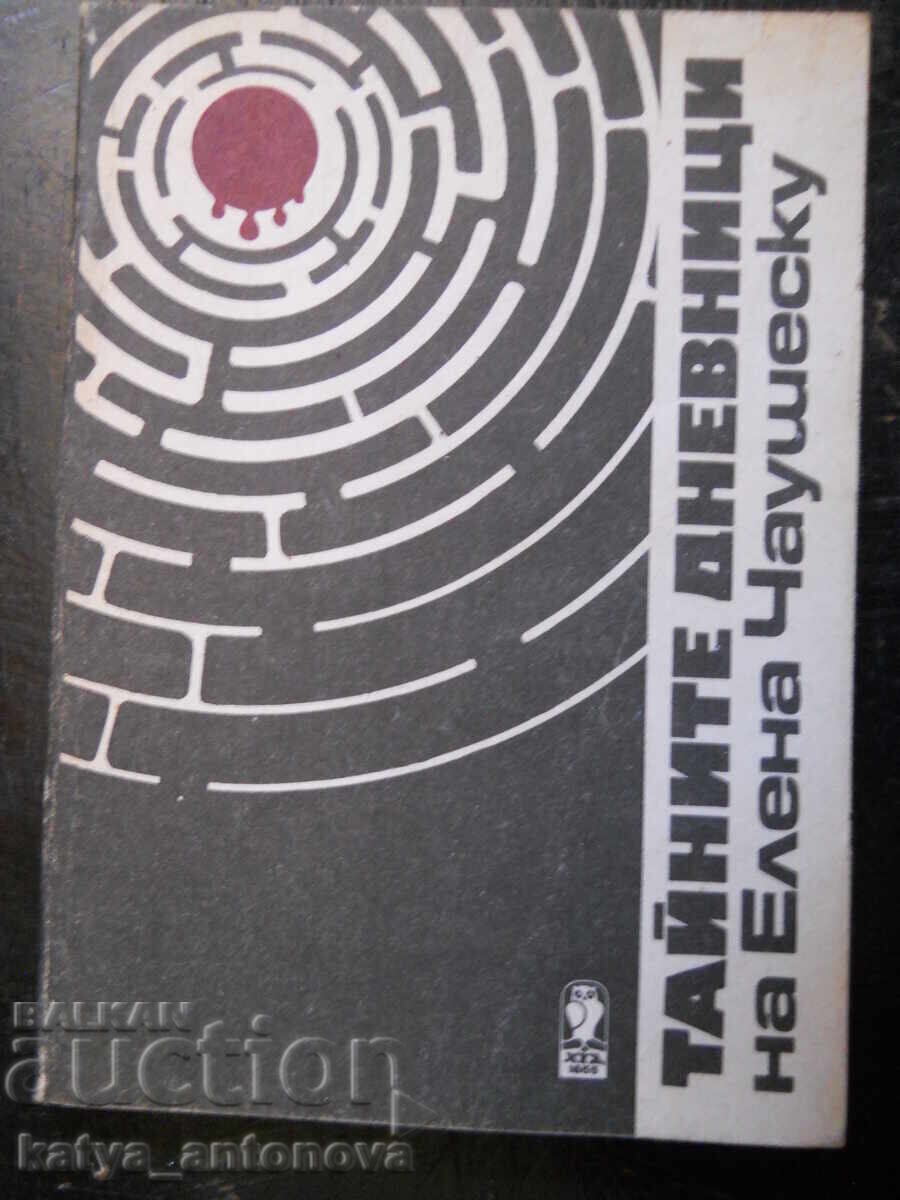 ТАЙНИТЕ ДНЕВНИЦИ
на Елена Чаушеску
BALKAN
auction
katya_antonova